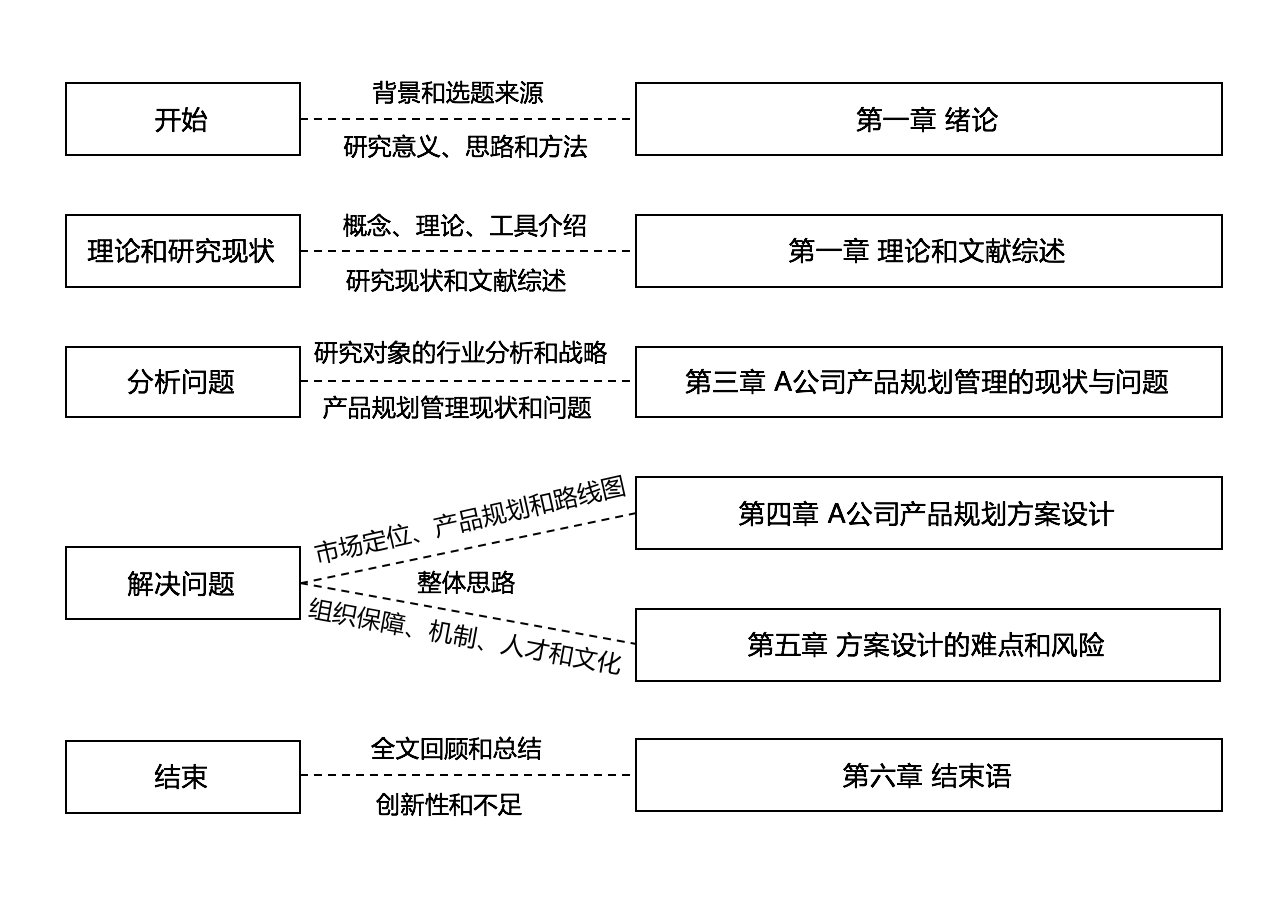 开始
背景和选题来源
研究意义、思路和方法
第一章 绪论
理论和研究现状
概念、理论、工具介绍
研究现状和文献综述
第一章 理论和文献综述
分析问题
研究对象的行业分析和战略
产品规划管理现状和问题
第三章 A公司产品规划管理的现状与问题
解决问题
市场定位、产品规划和路线图
整体思路
组织保障、机制、人才和文化
第四章 A公司产品规划方案设计
第五章 方案设计的难点和风险
结束
全文回顾和总结
创新性和不足
第六章 结束语